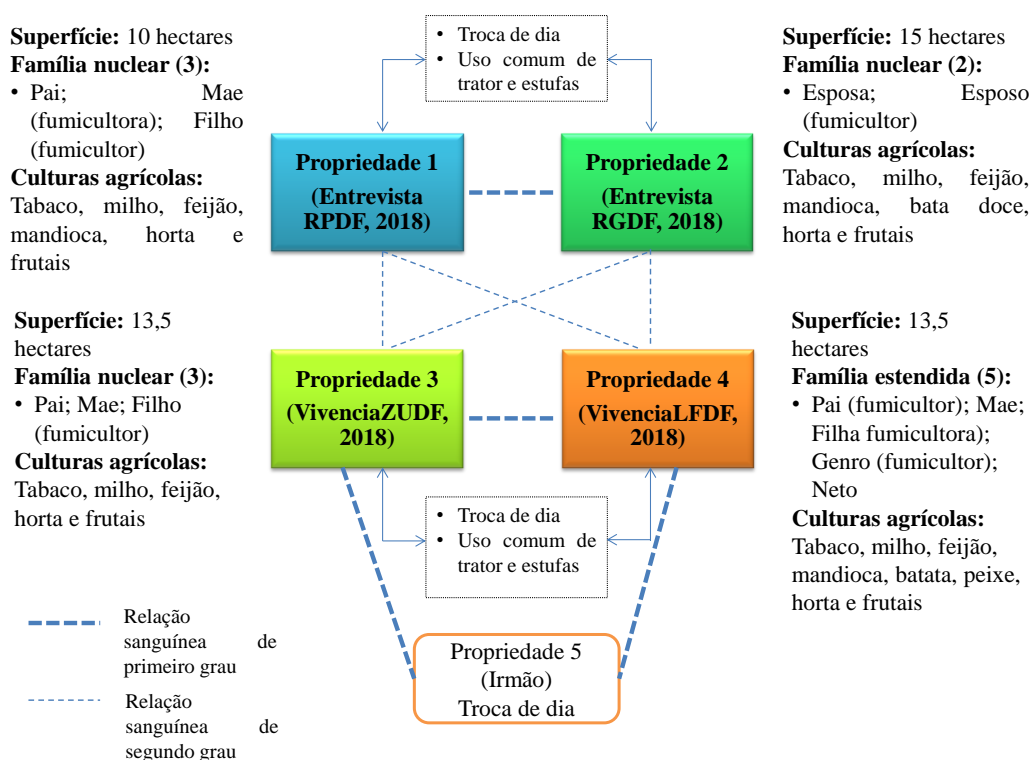 Superfície: 10 hectares
Família nuclear (3):
• Pai; Mae
(fumicultora); Filho
(fumicultor)
Culturas agrícolas:
Tabaco, milho, feijão,
mandioca, horta e
frutais
• Troca de dia
• Uso comum de
trator e estufas
Superfície: 15 hectares
Família nuclear (2):
• Esposa; Esposo
(fumicultor)
Culturas agrícolas:
Tabaco, milho, feijão,
mandioca, bata doce,
horta e frutais
Propriedade 1
(Entrevista
RPDF, 2018)
Propriedade 2
(Entrevista
RGDF, 2018)
Superfície: 13,5
hectares
Família nuclear (3):
• Pai; Mae; Filho
(fumicultor)
Culturas agrícolas:
Tabaco, milho, feijão,
horta e frutais
Propriedade 3
(VivenciaZUDF,
2018)
Propriedade 4
(VivenciaLFDF,
2018)
Superfície: 13,5
hectares
Família estendida (5):
• Pai (fumicultor); Mae;
Filha fumicultora);
Genro (fumicultor);
Neto
Culturas agrícolas:
Tabaco, milho, feijão,
mandioca, batata, peixe,
horta e frutais
• Troca de dia
• Uso comum de
trator e estufas
Propriedade 5
(Irmão)
Troca de dia
Relação
sanguínea de
primeiro grau
Relação
sanguínea de
segundo grau